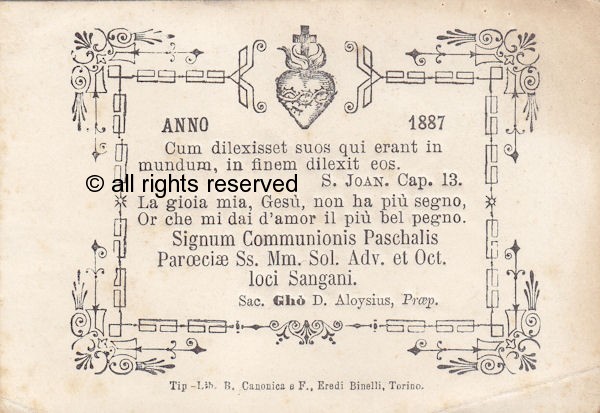 ANNO 1887
Cum dilexisset suos qui erant in
mundum, in finem dilexit eos.
© all rights reserved
S. JOAN. Cap. 13.
La gioia mia, Gesù, non ha più segno,
Or che mi dai d'amor il più bel pegno.
Signum Communionis Paschalis
Parœciæ Ss. Mm. Sol. Adv. et Oct.
loci Sangani.
Sac. Ghò D. Aloysius, Præp.
Tip-Lib. B. Canonica e F., Eredi Binelli, Torino.